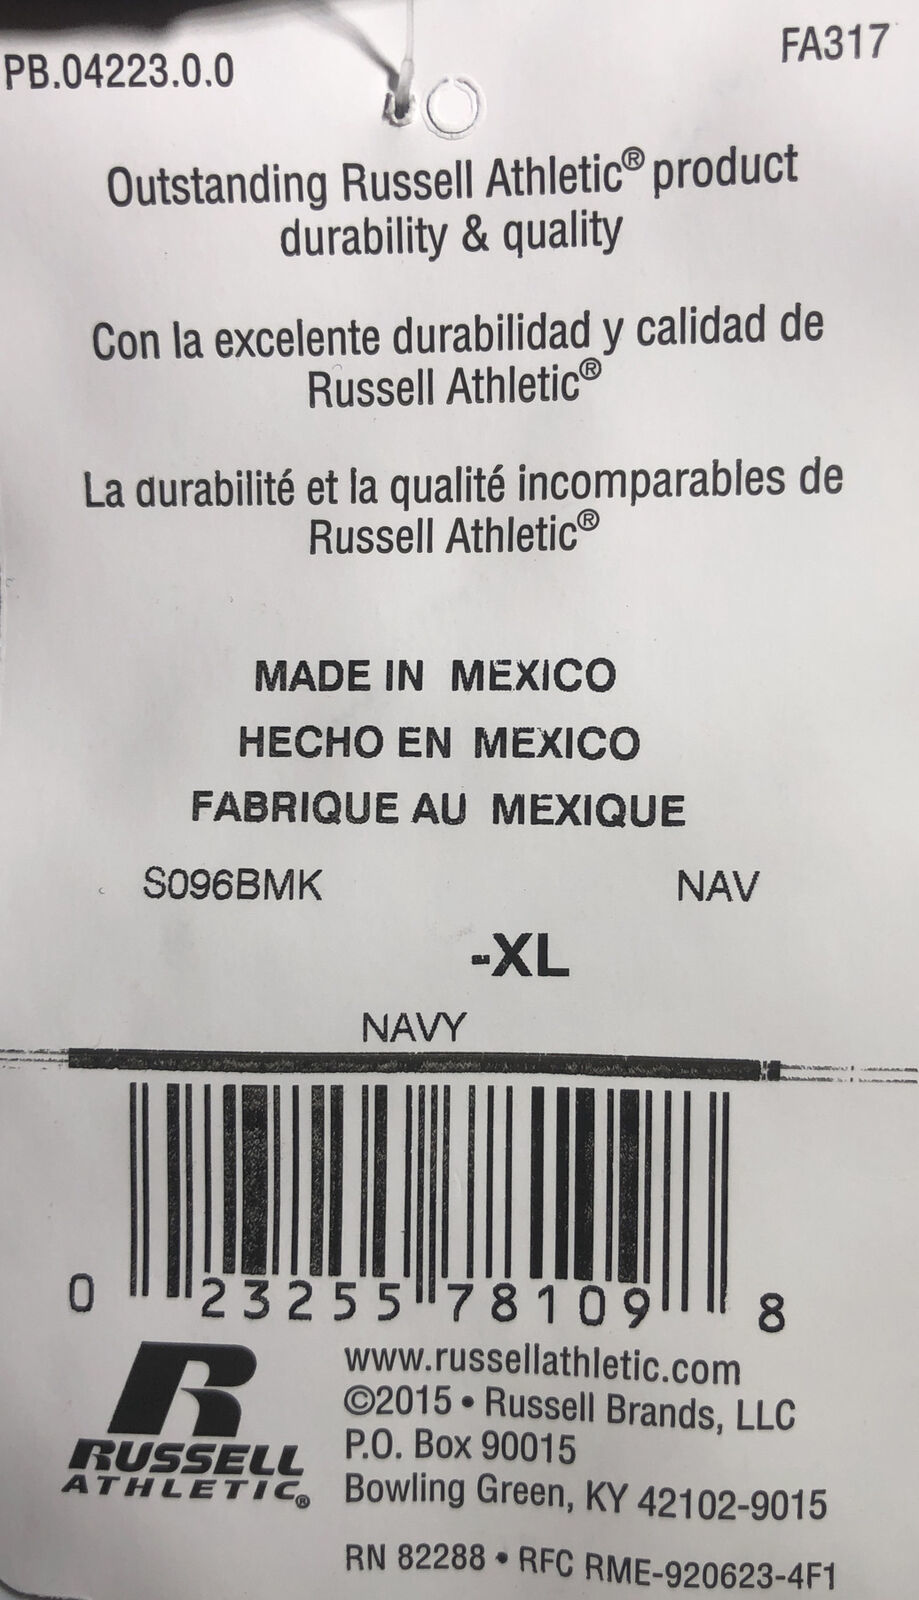 PB.04223.0.0
FA317
Outstanding Russell Athletic® product
durability & quality
Con la excelente durabilidad y calidad de
Russell Athletic®
La durabilité et la qualité incomparables de
Russell Athletic®
MADE IN MEXICO
HECHO EN MEXICO
FABRIQUE AU MEXIQUE
S096BMK NAV
-XL
NAVY
0 23255 78109 8
RUSSELL
ATHLETIC®
www.russellathletic.com
©2015 • Russell Brands, LLC
P.O. Box 90015
Bowling Green, KY 42102-9015
RN 82288 • RFC RME-920623-4F1